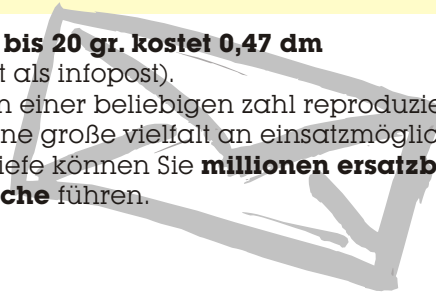 bis 20 gr. kostet 0,47 dm
t als infopost).
n einer beliebigen zahl reproduzie
ne große vielfalt an einsatzmöglic
iefe können Sie millionen ersatzb
che führen.